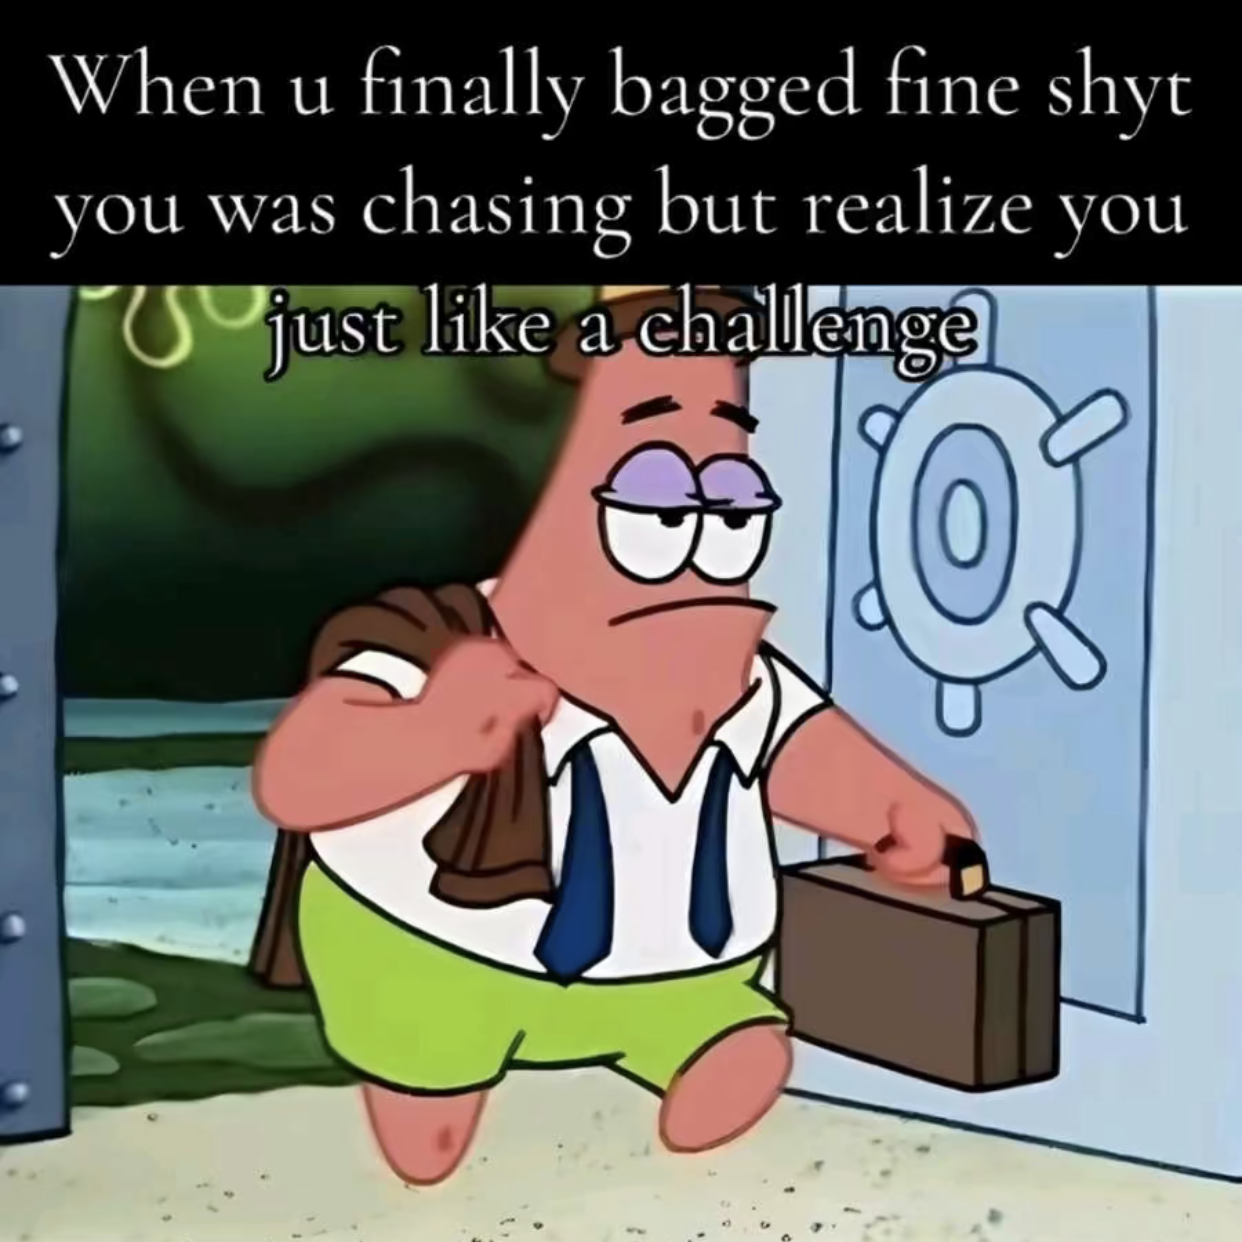 When u finally bagged fine shyt
you was chasing but realize you
just like a challenge